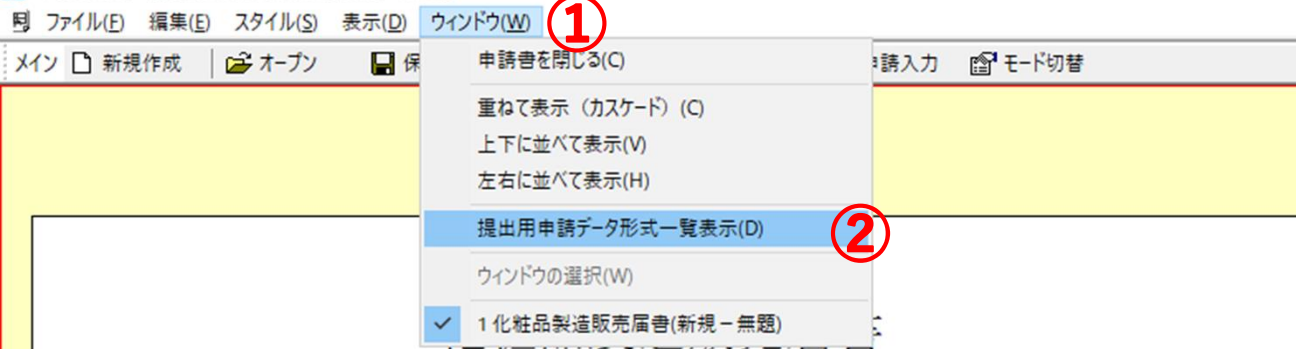 ファイル(F) 編集(E) スタイル(S) 表示(D) ウィンドウ(W) ①
メイン 新規作成 オープン 保 請入力 モード切替
申請書を閉じる(C)
重ねて表示（カスケード）(C)
上下に並べて表示(V)
左右に並べて表示(H)
提出用申請データ形式一覧表示(D) ②
ウィンドウの選択(W)
1 化粧品製造販売届書(新規－無題)